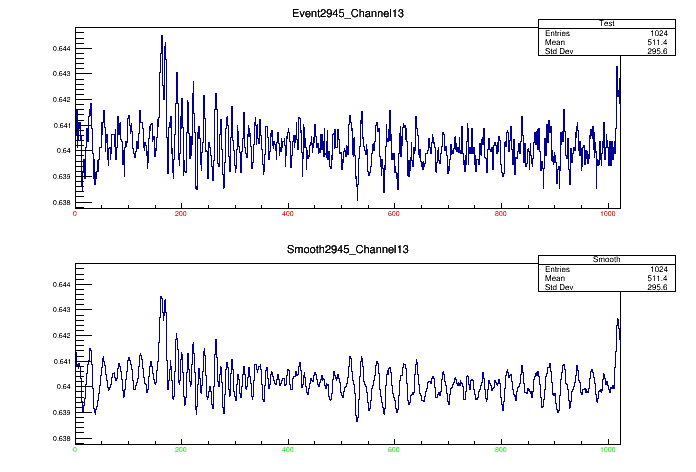 Event2945_Channel13
Test
Entries 1024
Mean 511.4
Std Dev 295.6
0.644
0.643
0.642
0.641
0.64
0.639
0.638
0 200 400 600 800 1000
Smooth2945_Channel13
Smooth
Entries 1024
Mean 511.4
Std Dev 295.6
0.644
0.643
0.642
0.641
0.64
0.639
0.638
0 200 400 600 800 1000